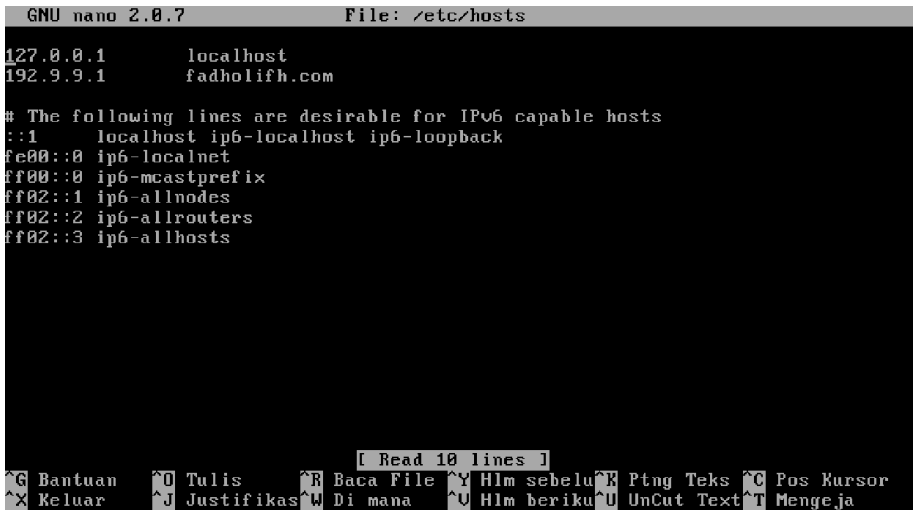 GNU nano 2.0.7 File: /etc/hosts
127.0.0.1 localhost
192.9.9.1 fadholifh.com
# The following lines are desirable for IPv6 capable hosts
::1 localhost ip6-localhost ip6-loopback
fe00::0 ip6-localnet
ff00::0 ip6-mcastprefix
ff02::1 ip6-allnodes
ff02::2 ip6-allrouters
ff02::3 ip6-allhosts
[ Read 10 lines ]
^G Bantuan ^O Tulis ^R Baca File ^Y Hlm sebelu ^K Ptng Teks ^C Pos Kursor
^X Keluar ^J Justifikas ^W Di mana ^V Hlm beriku ^U UnCut Text ^T Mengeja